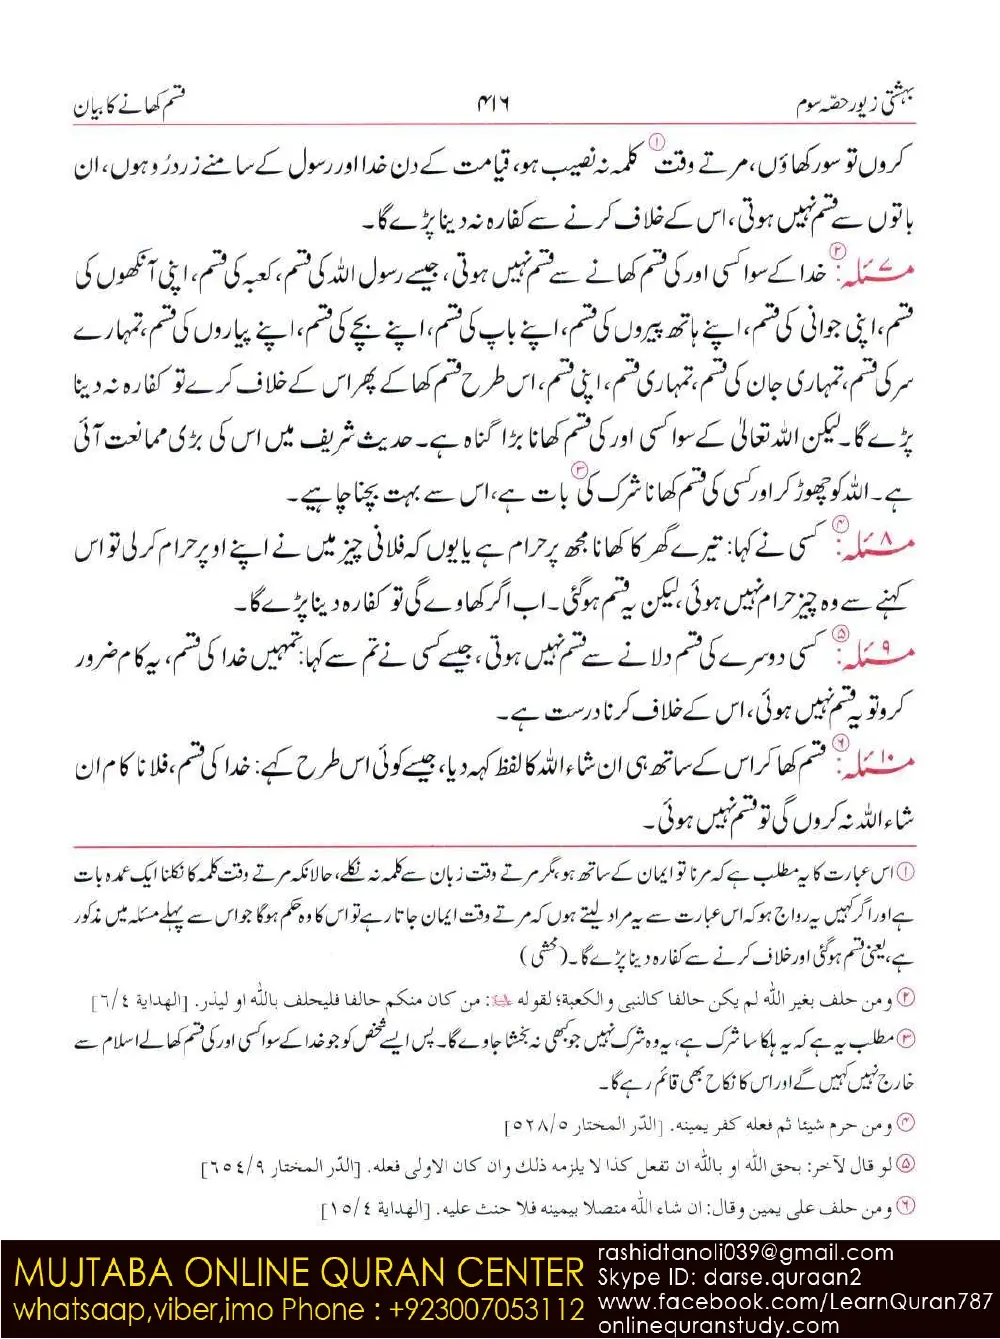 بہشتی زیور حصّہ سوم ۴۱۶ قسم کھانے کا بیان
کروں تو سور کھاؤں، مرتے وقت① کلمہ نہ نصیب ہو، قیامت کے دن خدا اور رسول کے سامنے زرد رُو ہوں، ان
باتوں سے قسم نہیں ہوتی، اس کے خلاف کرنے سے کفارہ نہ دینا پڑے گا۔
مسئلہ۷:② خدا کے سوا کسی اور کی قسم کھانے سے قسم نہیں ہوتی، جیسے رسول اللہ کی قسم، کعبہ کی قسم، اپنی آنکھوں کی
قسم، اپنی جوانی کی قسم، اپنے ہاتھ پیروں کی قسم، اپنے باپ کی قسم، اپنے بچے کی قسم، اپنے پیاروں کی قسم، تمہارے
سر کی قسم، تمہاری جان کی قسم، تمہاری قسم، اپنی قسم، اس طرح قسم کھا کے پھر اس کے خلاف کرے تو کفارہ نہ دینا
پڑے گا۔ لیکن اللہ تعالیٰ کے سوا کسی اور کی قسم کھانا بڑا گناہ ہے۔ حدیث شریف میں اس کی بڑی ممانعت آئی
ہے۔ اللہ کو چھوڑ کر اور کسی کی قسم کھانا شرک کی③ بات ہے، اس سے بہت بچنا چاہیے۔
مسئلہ۸:④ کسی نے کہا: تیرے گھر کا کھانا مجھ پر حرام ہے یا یوں کہ فلانی چیز میں نے اپنے اوپر حرام کرلی تو اس
کہنے سے وہ چیز حرام نہیں ہوئی، لیکن یہ قسم ہوگئی۔ اب اگر کھاوے گی تو کفارہ دینا پڑے گا۔
مسئلہ۹:⑤ کسی دوسرے کی قسم دلانے سے قسم نہیں ہوتی، جیسے کسی نے تم سے کہا: تمہیں خدا کی قسم، یہ کام ضرور
کرو تو یہ قسم نہیں ہوئی، اس کے خلاف کرنا درست ہے۔
مسئلہ۱۰:⑥ قسم کھا کر اس کے ساتھ ہی ان شاء اللہ کا لفظ کہہ دیا، جیسے کوئی اس طرح کہے: خدا کی قسم، فلانا کام ان
شاء اللہ نہ کروں گی تو قسم نہیں ہوئی۔
① اس عبارت کا یہ مطلب ہے کہ مرنا تو ایمان کے ساتھ ہو، مگر مرتے وقت زبان سے کلمہ نہ نکلے، حالانکہ مرتے وقت کلمہ کا نکلنا ایک عمدہ بات
ہے اور اگر کہیں یہ رواج ہو کہ اس عبارت سے یہ مراد لیتے ہوں کہ مرتے وقت ایمان جاتا رہے تو اس کا وہ حکم ہوگا جو اس سے پہلے مسئلہ میں مذکور
ہے، یعنی قسم ہوگئی اور خلاف کرنے سے کفارہ دینا پڑے گا۔ (محشی)
② ومن حلف بغير الله لم يكن حالفا كالنبى والكعبة؛ لقوله ﷺ: من كان منكم حالفا فليحلف بالله او ليذر. [الهداية ٦/٤]
③ مطلب یہ ہے کہ یہ ہلکا سا شرک ہے، یہ وہ شرک نہیں جو کبھی نہ بخشا جاوے گا۔ پس ایسے شخص کو جو خدا کے سوا کسی اور کی قسم کھالے اسلام سے
خارج نہیں کہیں گے اور اس کا نکاح بھی قائم رہے گا۔
④ ومن حرم شيئا ثم فعله كفر يمينه. [الدّر المختار ٥٢٨/٥]
⑤ لو قال لآخر: بحق الله او بالله ان تفعل كذا لا يلزمه ذلك وان كان الاولى فعله. [الدّر المختار ٦٥٤/٩]
⑥ ومن حلف على يمين وقال: ان شاء الله متصلا بيمينه فلا حنث عليه. [الهداية ١٥/٤]
MUJTABA ONLINE QURAN CENTER
whatsaap,viber,imo Phone : +923007053112
rashidtanoli039@gmail.com
Skype ID: darse.quraan2
www.facebook.com/LearnQuran787
onlinequranstudy.com